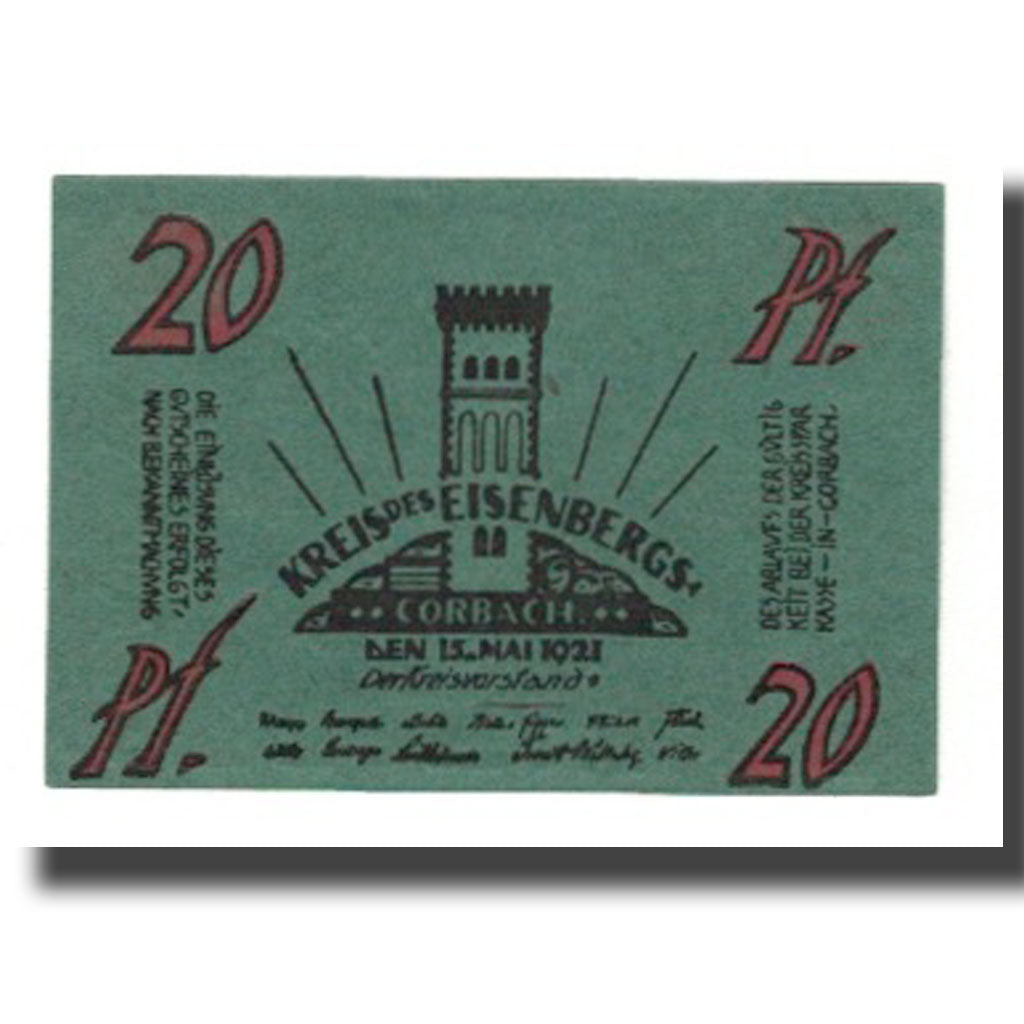 20 Pf.
DIE EINLÖSUNG DIESES
GUTSCHEINES ERFOLGT
NACH BEKANNTMACHUNG
DES ABLAUFS DER GÜLTIG
KEIT BEI DER KREISSPAR
KASSE-IN-CORBACH.
KREIS DES EISENBERGS.
CORBACH.
DEN 15. MAI 1921
Der Kreisvorstand
Pf. 20